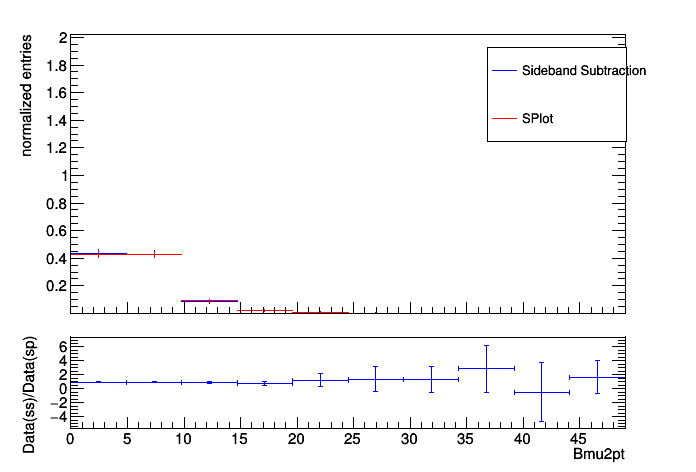 normalized entries
2
1.8
1.6
1.4
1.2
1
0.8
0.6
0.4
0.2
Sideband Subtraction
SPlot
Data(ss)/Data(sp)
6
4
2
0
−2
−4
0 5 10 15 20 25 30 35 40 45
Bmu2pt